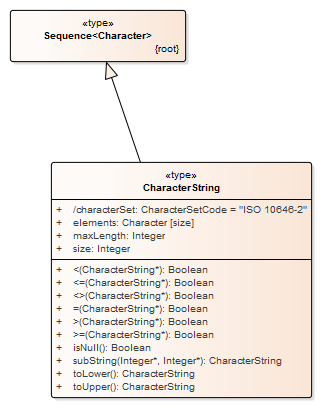 «type»
Sequence<Character>
{root}
«type»
CharacterString
+ /characterSet: CharacterSetCode = "ISO 10646-2"
+ elements: Character [size]
+ maxLength: Integer
+ size: Integer
+ <(CharacterString*): Boolean
+ <=(CharacterString*): Boolean
+ <>(CharacterString*): Boolean
+ =(CharacterString*): Boolean
+ >(CharacterString*): Boolean
+ >=(CharacterString*): Boolean
+ isNull(): Boolean
+ subString(Integer*, Integer*): CharacterString
+ toLower(): CharacterString
+ toUpper(): CharacterString